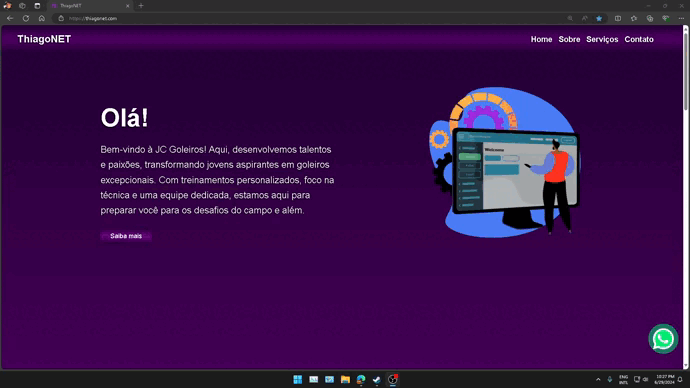 ThiagoNET
https://thiagonet.com
ThiagoNET
Home Sobre Serviços Contato
Olá!
Bem-vindo à JC Goleiros! Aqui, desenvolvemos talentos
e paixões, transformando jovens aspirantes em goleiros
excepcionais. Com treinamentos personalizados, foco na
técnica e uma equipe dedicada, estamos aqui para
preparar você para os desafios do campo e além.
Saiba mais
Welcome
ENG
INTL
10:27 PM
6/29/2024